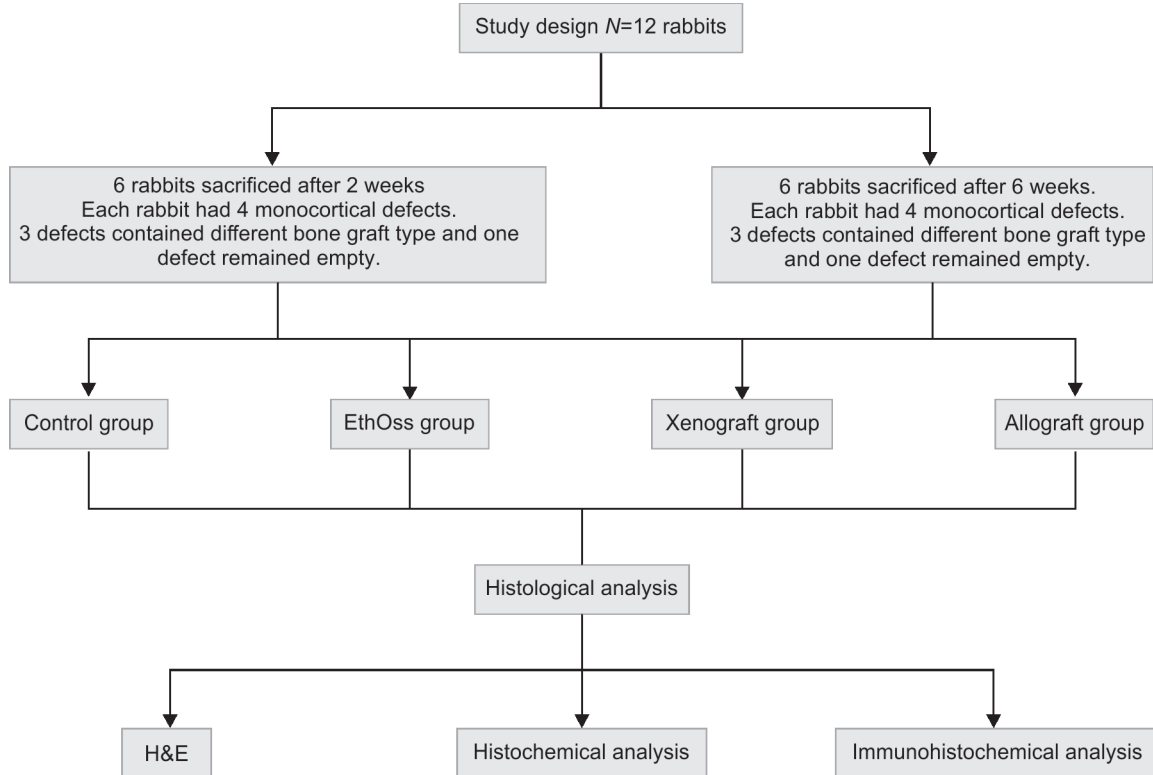 Study design N=12 rabbits
6 rabbits sacrificed after 2 weeks
Each rabbit had 4 monocortical defects.
3 defects contained different bone graft type and one
defect remained empty.
6 rabbits sacrificed after 6 weeks.
Each rabbit had 4 monocortical defects.
3 defects contained different bone graft type
and one defect remained empty.
Control group
EthOss group
Xenograft group
Allograft group
Histological analysis
H&E
Histochemical analysis
Immunohistochemical analysis